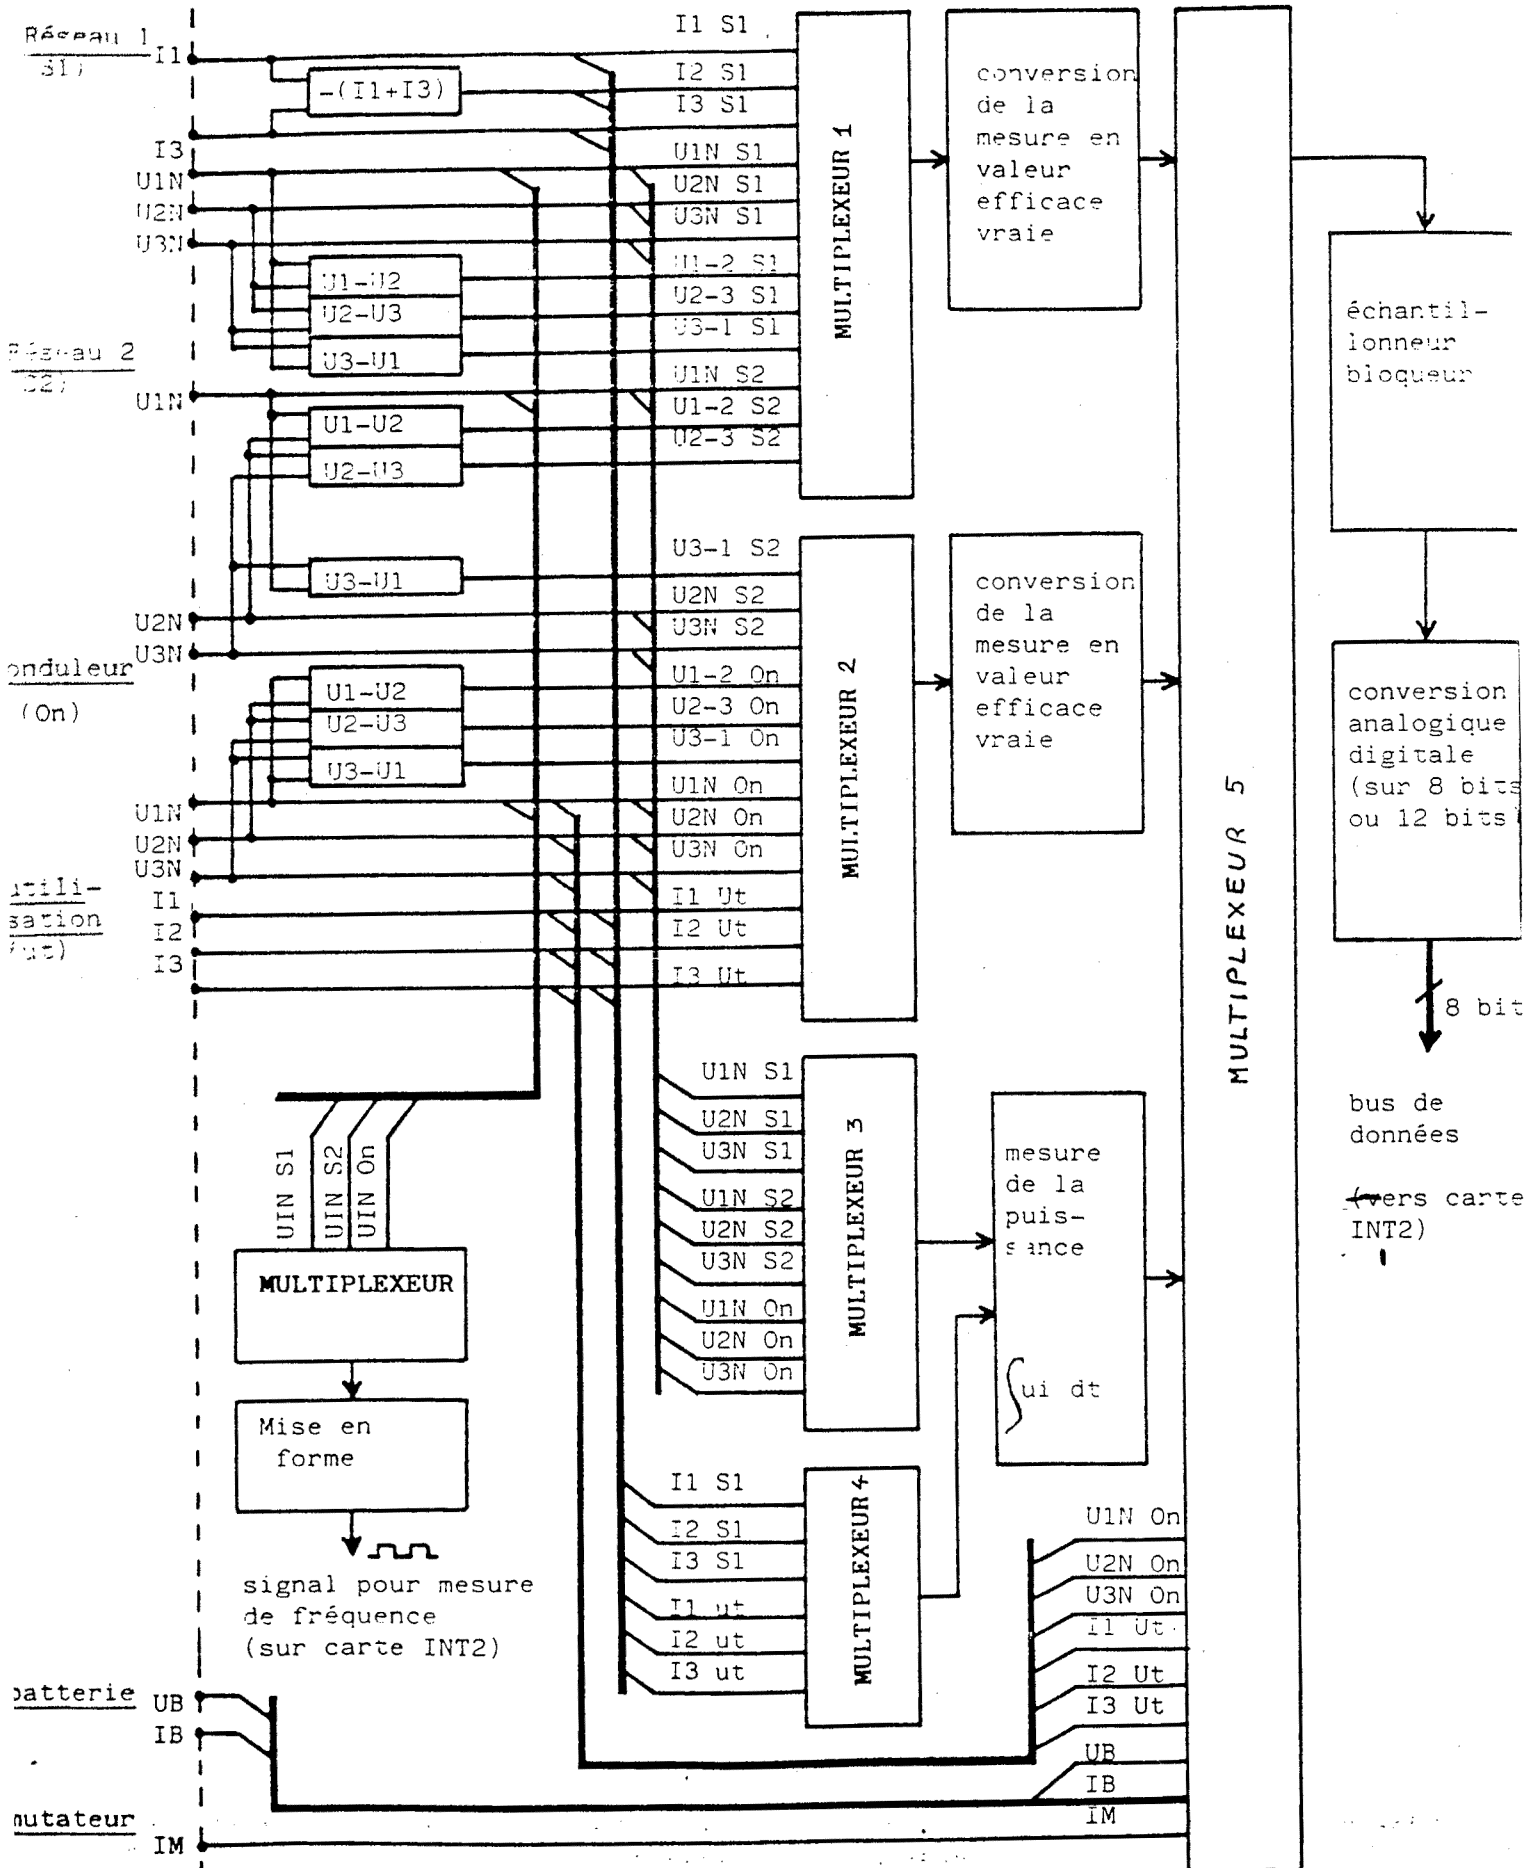 Réseau 1
S1)
I1
I3
U1N
U2N
U3N
-(I1+I3)
U1-U2
U2-U3
U3-U1
I1 S1
I2 S1
I3 S1
U1N S1
U2N S1
U3N S1
U1-2 S1
U2-3 S1
U3-1 S1
U1N S2
U1-2 S2
U2-3 S2
MULTIPLEXEUR 1
conversion
de la
mesure en
valeur
efficace
vraie
Réseau 2
S2)
U1N
U1-U2
U2-U3
U3-U1
U2N
U3N
U3-1 S2
U2N S2
U3N S2
U1-2 On
U2-3 On
U3-1 On
U1N On
U2N On
U3N On
I1 Ut
I2 Ut
I3 Ut
MULTIPLEXEUR 2
conversion
de la
mesure en
valeur
efficace
vraie
onduleur
(On)
U1-U2
U2-U3
U3-U1
U1N
U2N
U3N
utili-
sation
(ut)
I1
I2
I3
U1N S1
U2N S1
U3N S1
U1N S2
U2N S2
U3N S2
U1N On
U2N On
U3N On
MULTIPLEXEUR 3
mesure
de la
puis-
sance
∫ui dt
UIN S1
UIN S2
UIN On
MULTIPLEXEUR
Mise en
forme
signal pour mesure
de fréquence
(sur carte INT2)
I1 S1
I2 S1
I3 S1
I1 ut
I2 ut
I3 ut
MULTIPLEXEUR 4
U1N On
U2N On
U3N On
I1 Ut
I2 Ut
I3 Ut
UB
IB
IM
batterie
UB
IB
mutateur
IM
MULTIPLEXEUR 5
échantil-
lonneur
bloqueur
conversion
analogique
digitale
(sur 8 bits
ou 12 bits)
8 bit
bus de
données
(vers carte
INT2)